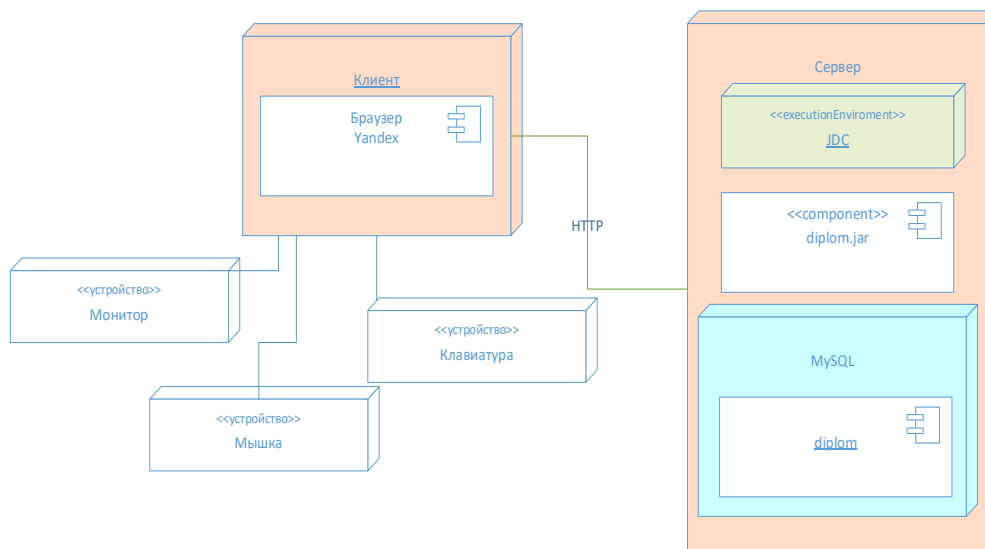 Клиент
Браузер
Yandex
Сервер
<<executionEnviroment>>
JDC
<<component>>
diplom.jar
HTTP
<<устройство>>
Монитор
<<устройство>>
Клавиатура
<<устройство>>
Мышка
MySQL
diplom